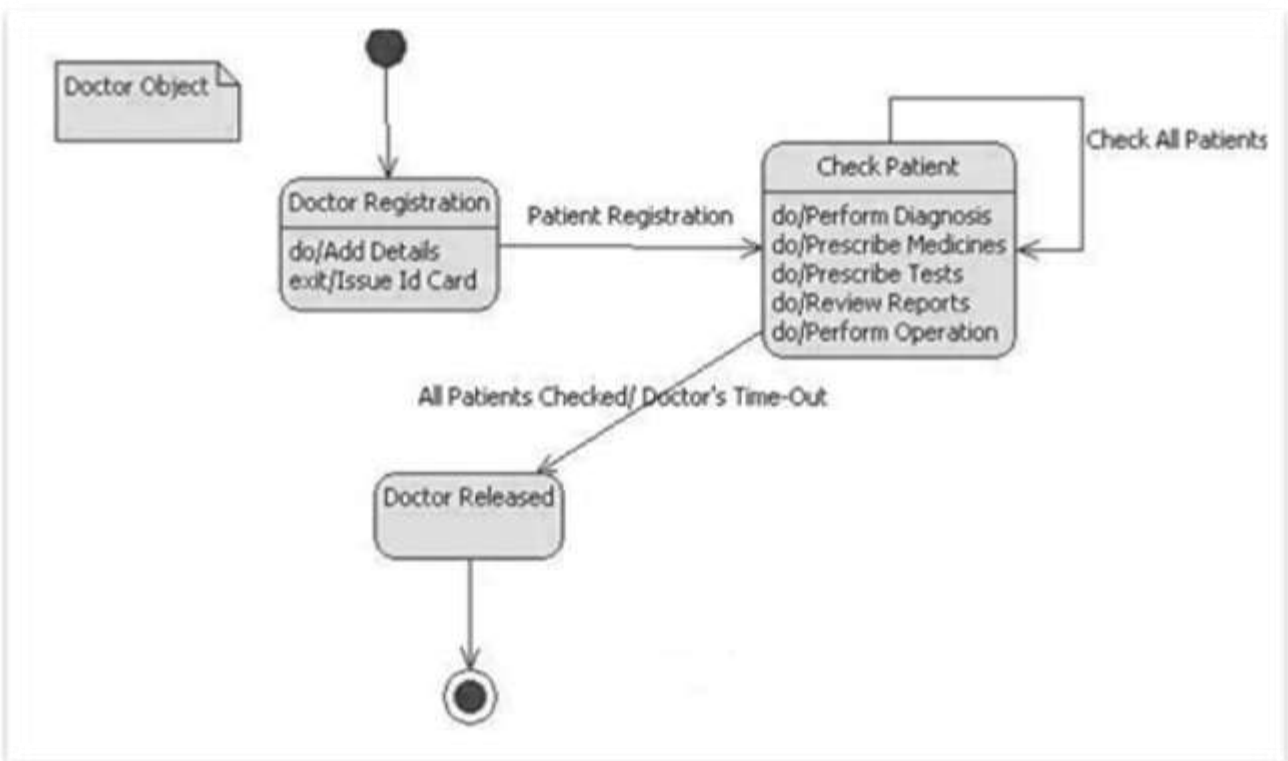 Doctor Object
Doctor Registration
do/Add Details
exit/Issue Id Card
Patient Registration
Check Patient
do/Perform Diagnosis
do/Prescribe Medicines
do/Prescribe Tests
do/Review Reports
do/Perform Operation
Check All Patients
All Patients Checked/ Doctor's Time-Out
Doctor Released